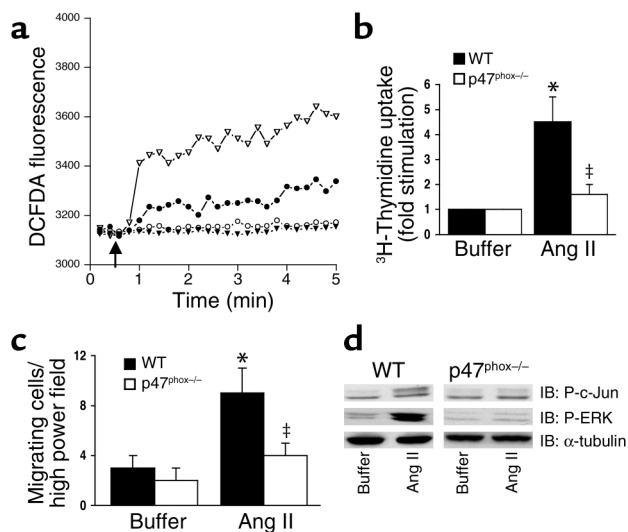 a
4000
3800
3600
3400
3200
3000
DCFDA fluorescence
0
1
2
3
4
5
Time (min)
b
WT
p47phox–/–
6
5
4
3
2
1
0
³H-Thymidine uptake
(fold stimulation)
*
‡
Buffer
Ang II
c
WT
p47phox–/–
12
8
4
0
Migrating cells/
high power field
*
‡
Buffer
Ang II
d
WT
p47phox–/–
IB: P-c-Jun
IB: P-ERK
IB: α-tubulin
Buffer
Ang II
Buffer
Ang II